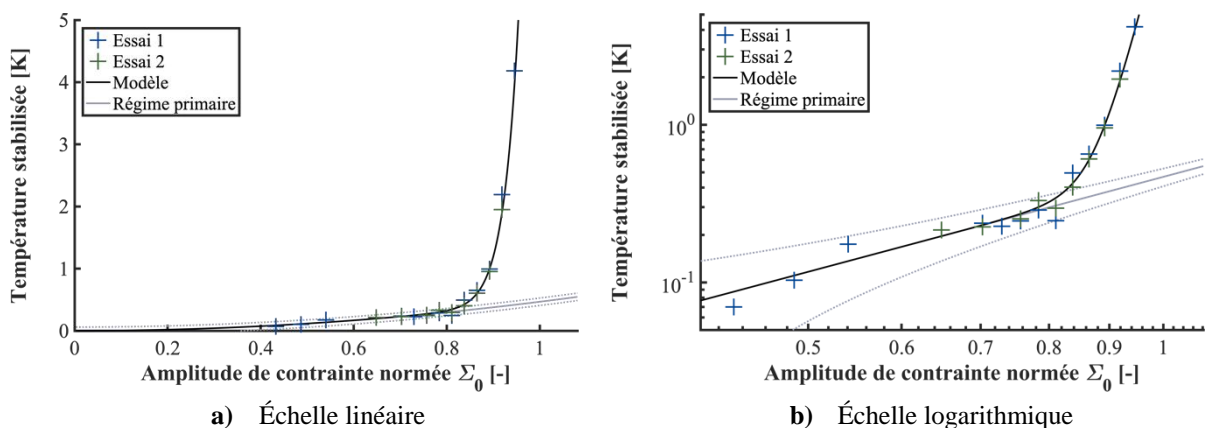 Température stabilisée [K]
5
4
3
2
1
0
Essai 1
Essai 2
Modèle
Régime primaire
0 0.2 0.4 0.6 0.8 1
Amplitude de contrainte normée Σ₀ [-]
a) Échelle linéaire
Température stabilisée [K]
10⁰
10⁻¹
Essai 1
Essai 2
Modèle
Régime primaire
0.5 0.6 0.7 0.8 0.9 1
Amplitude de contrainte normée Σ₀ [-]
b) Échelle logarithmique